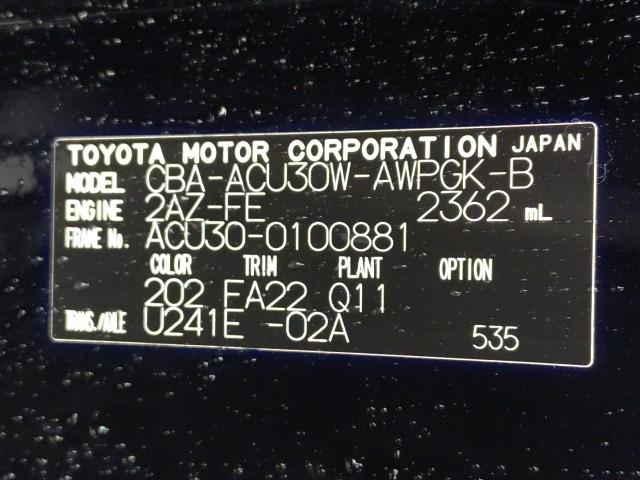 TOYOTA MOTOR CORPORATION JAPAN
MODEL CBA-ACU30W-AWPGK-B
ENGINE 2AZ-FE 2362 mL
FRAME No. ACU30-0100881
COLOR TRIM PLANT OPTION
202 FA22 Q11
TRANS./AXLE U241E -02A 535